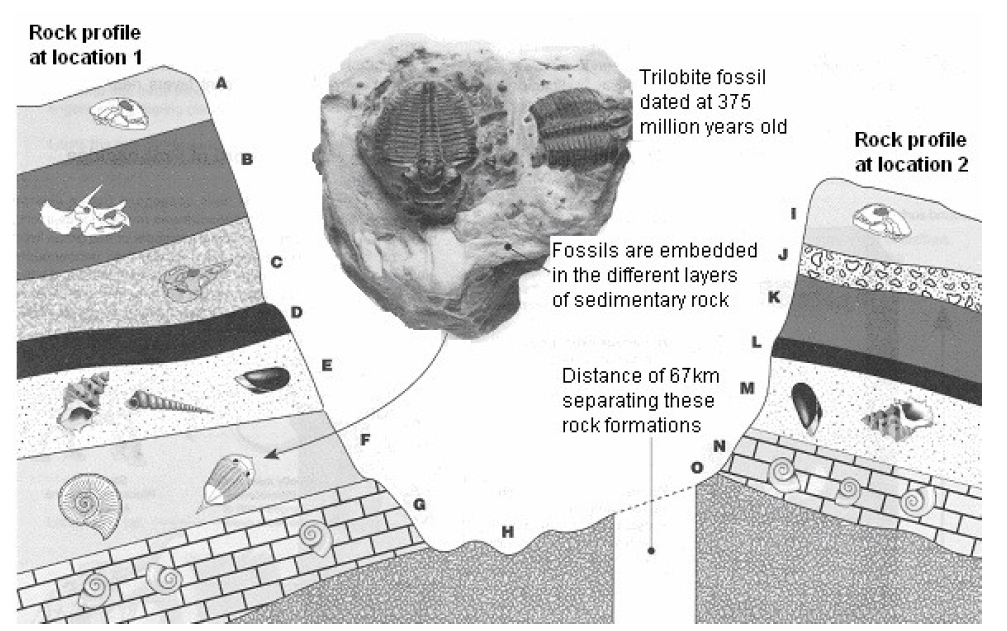 Rock profile
at location 1
Trilobite fossil
dated at 375
million years old
Rock profile
at location 2
Fossils are embedded
in the different layers
of sedimentary rock
Distance of 67km
separating these
rock formations
A
B
C
D
E
F
G
H
I
J
K
L
M
N
O